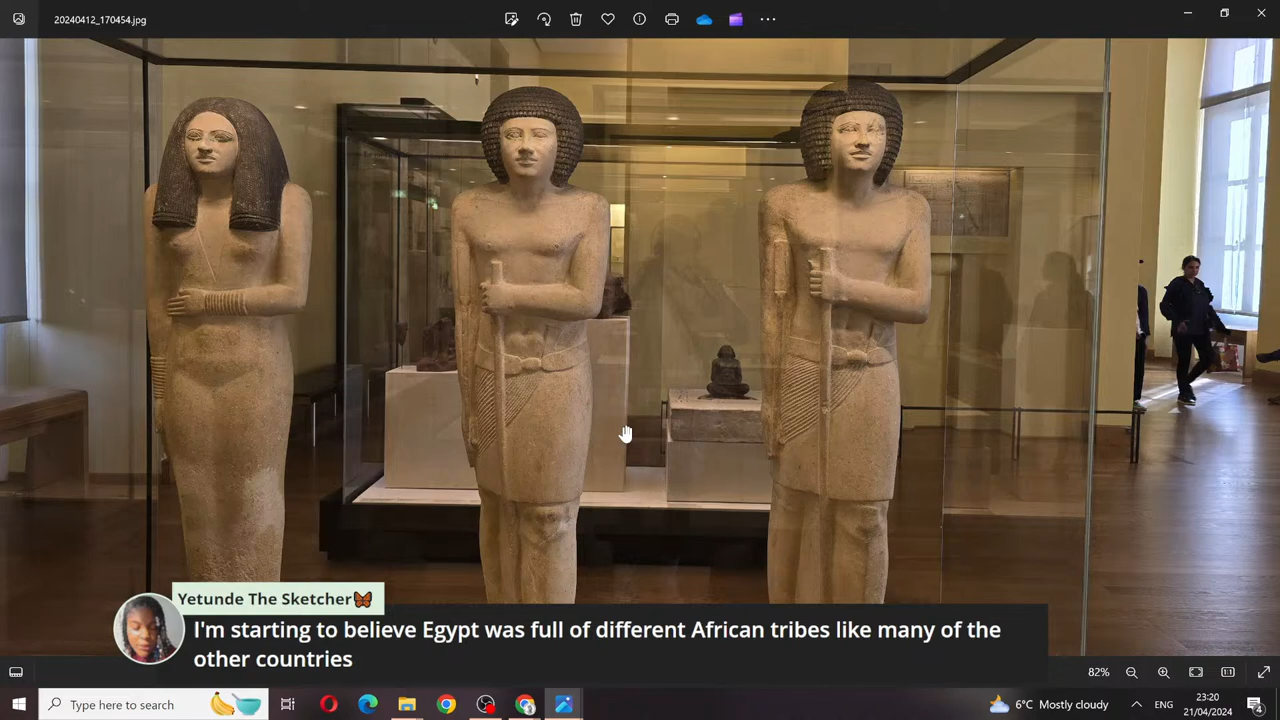 20240412_170454.jpg
Yetunde The Sketcher🦋
I'm starting to believe Egypt was full of different African tribes like many of the
other countries
82%
Type here to search
6°C Mostly cloudy
ENG
23:20
21/04/2024
4